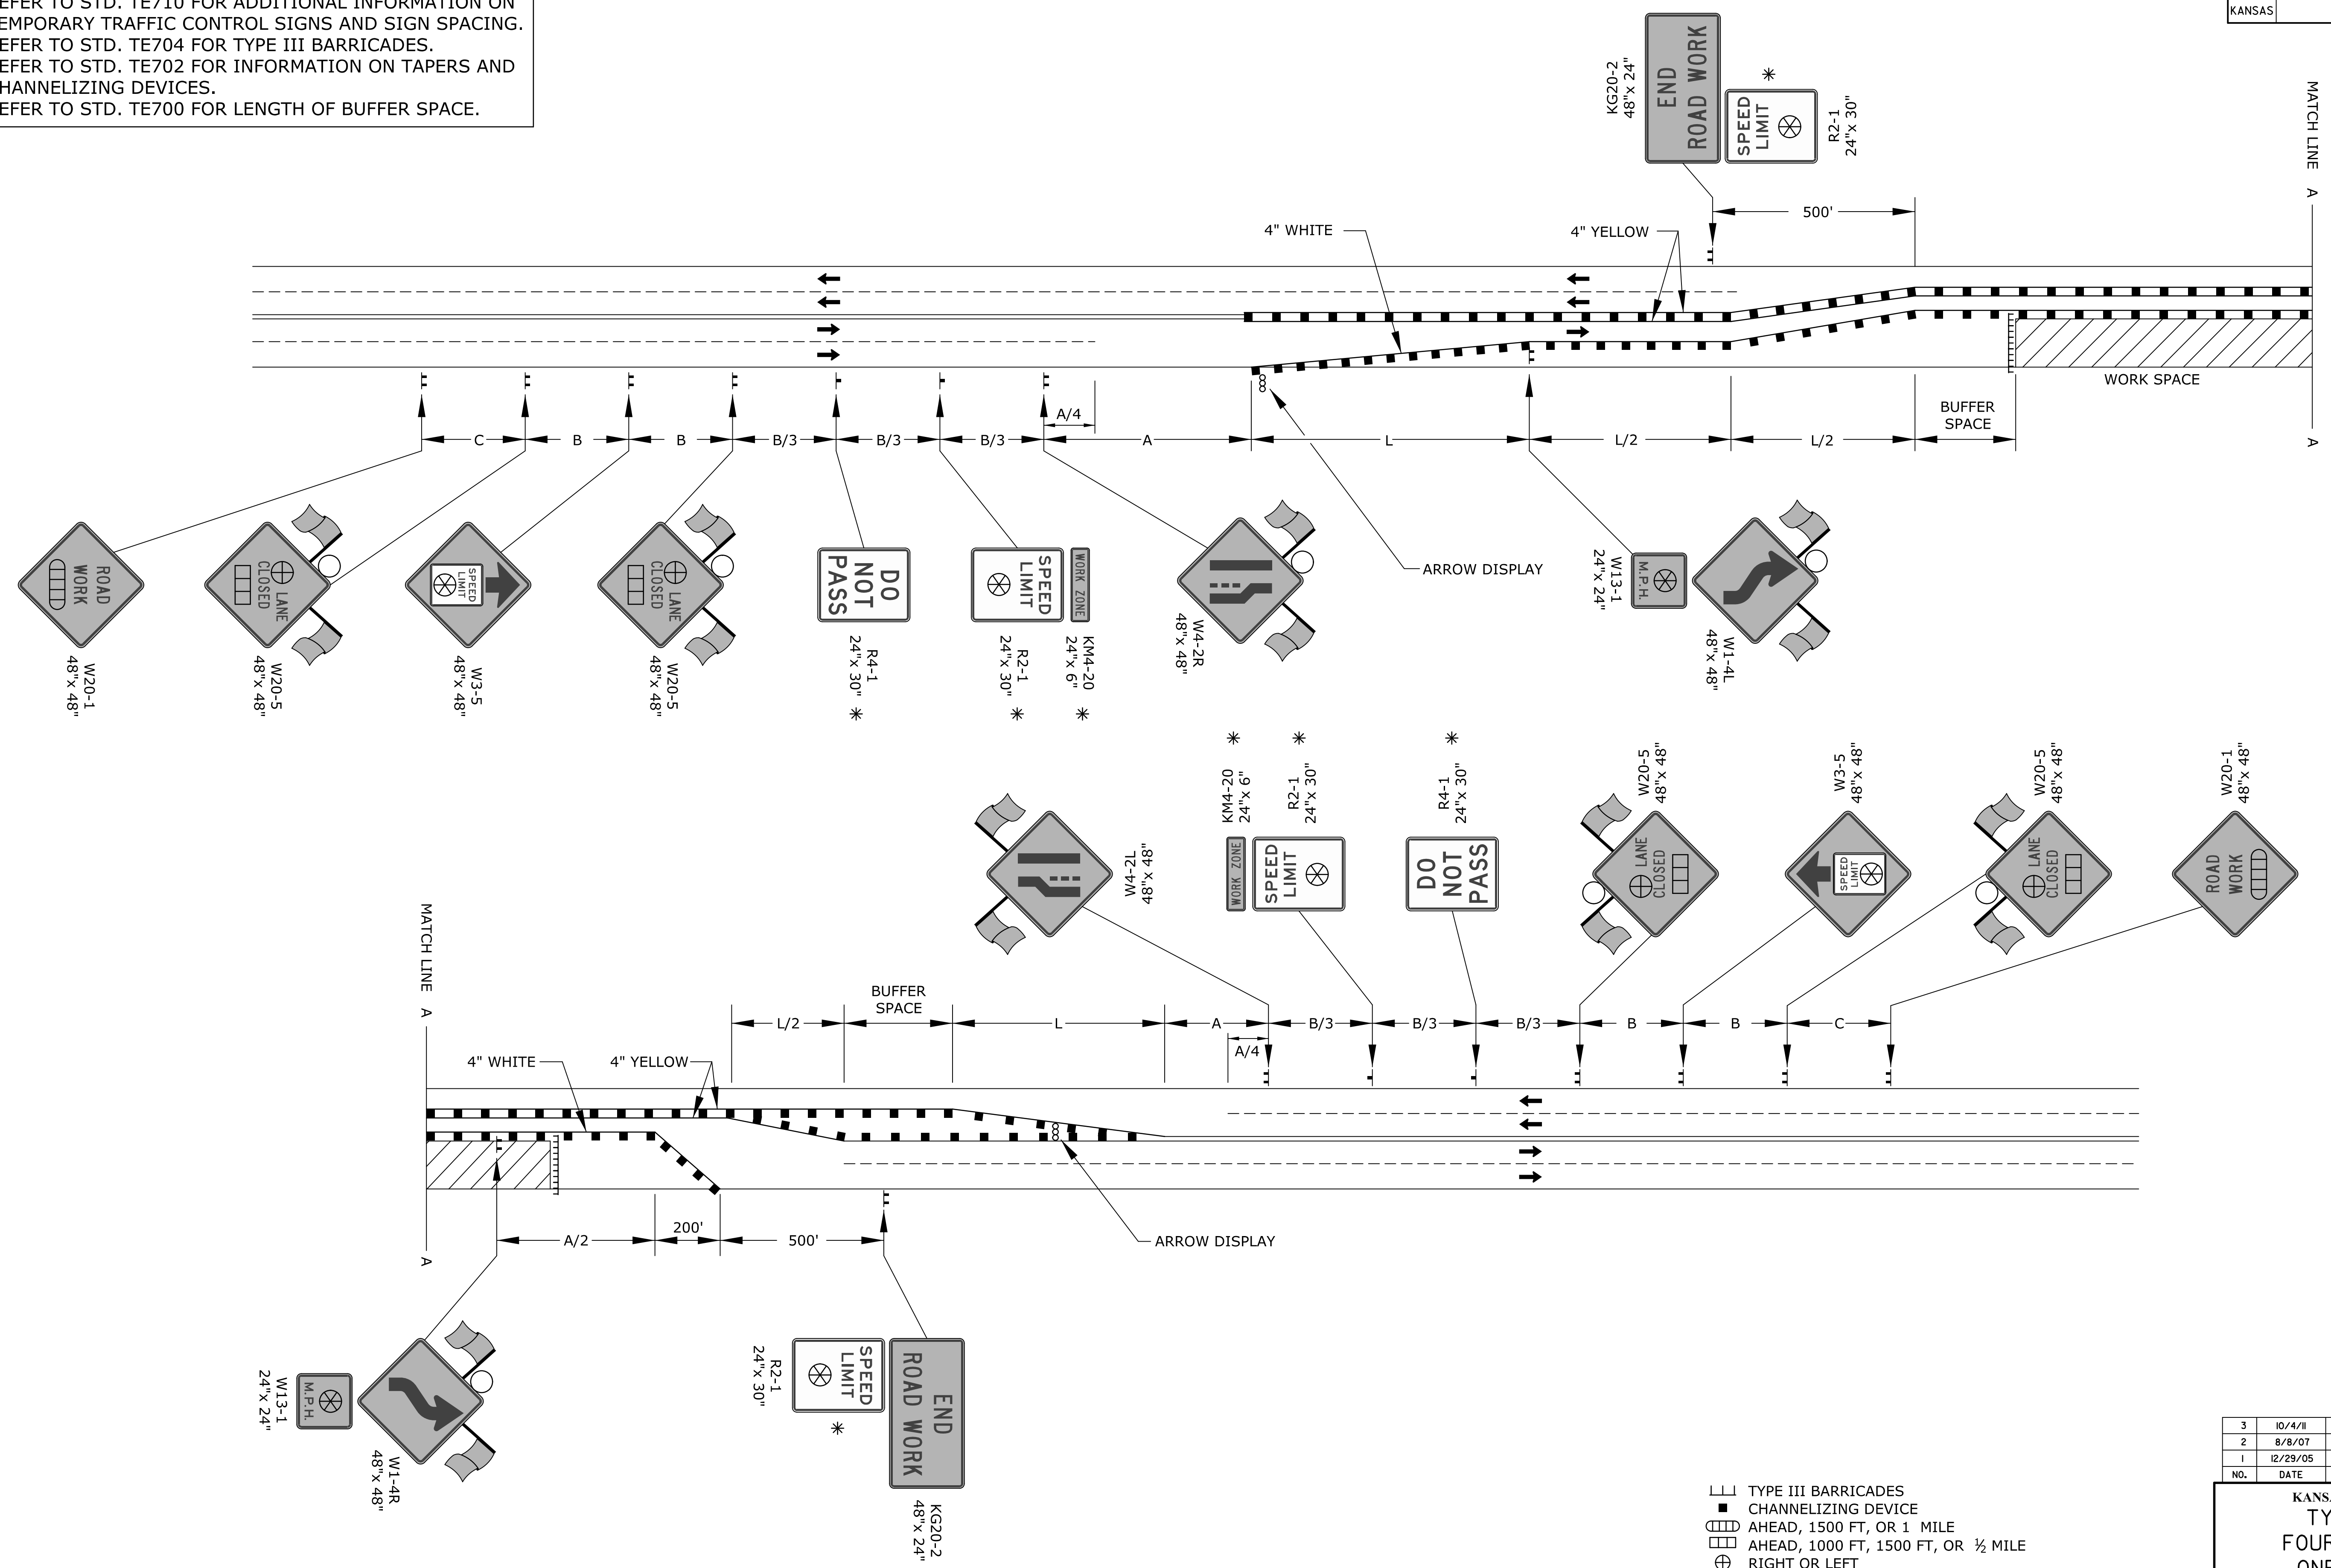 EFER TO STD. TE710 FOR ADDITIONAL INFORMATION ON
EMPORARY TRAFFIC CONTROL SIGNS AND SIGN SPACING.
EFER TO STD. TE704 FOR TYPE III BARRICADES.
EFER TO STD. TE702 FOR INFORMATION ON TAPERS AND
HANNELIZING DEVICES.
EFER TO STD. TE700 FOR LENGTH OF BUFFER SPACE.
KANSAS
KG20-2
48"x 24"
END
ROAD WORK
SPEED
LIMIT
R2-1
24"x 30"
MATCH LINE A
500'
4" WHITE
4" YELLOW
WORK SPACE
BUFFER
SPACE
A/4
C
B
B
B/3
B/3
B/3
A
L
L/2
L/2
A
ARROW DISPLAY
ROAD
WORK
W20-1
48"x 48"
LANE
CLOSED
W20-5
48"x 48"
SPEED
LIMIT
W3-5
48"x 48"
LANE
CLOSED
W20-5
48"x 48"
DO
NOT
PASS
R4-1
24"x 30"
WORK ZONE
SPEED
LIMIT
R2-1
24"x 30"
KM4-20
24"x 6"
W4-2R
48"x 48"
M.P.H.
W13-1
24"x 24"
W1-4L
48"x 48"
W4-2L
48"x 48"
KM4-20
24"x 6"
WORK ZONE
R2-1
24"x 30"
SPEED
LIMIT
R4-1
24"x 30"
DO
NOT
PASS
W20-5
48"x 48"
LANE
CLOSED
W3-5
48"x 48"
SPEED
LIMIT
W20-5
48"x 48"
LANE
CLOSED
W20-1
48"x 48"
ROAD
WORK
MATCH LINE A
L/2
BUFFER
SPACE
L
A
B/3
B/3
B/3
B
B
C
A/4
4" WHITE
4" YELLOW
A/2
200'
500'
A
ARROW DISPLAY
M.P.H.
W13-1
24"x 24"
W1-4R
48"x 48"
SPEED
LIMIT
R2-1
24"x 30"
END
ROAD WORK
KG20-2
48"x 24"
TYPE III BARRICADES
CHANNELIZING DEVICE
AHEAD, 1500 FT, OR 1 MILE
AHEAD, 1000 FT, 1500 FT, OR ½ MILE
RIGHT OR LEFT
3 10/4/11
2 8/8/07
1 12/29/05
NO. DATE
KANS
TY
FOUR